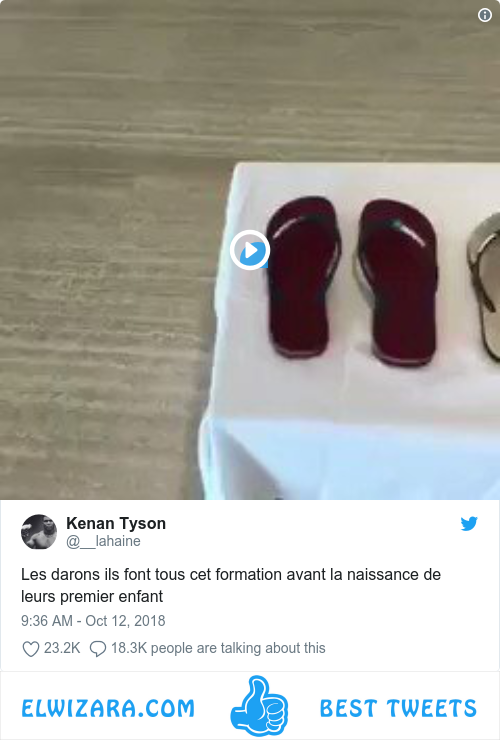 Kenan Tyson
@__lahaine
Les darons ils font tous cet formation avant la naissance de
leurs premier enfant
9:36 AM - Oct 12, 2018
23.2K 18.3K people are talking about this
ELWIZARA.COM BEST TWEETS